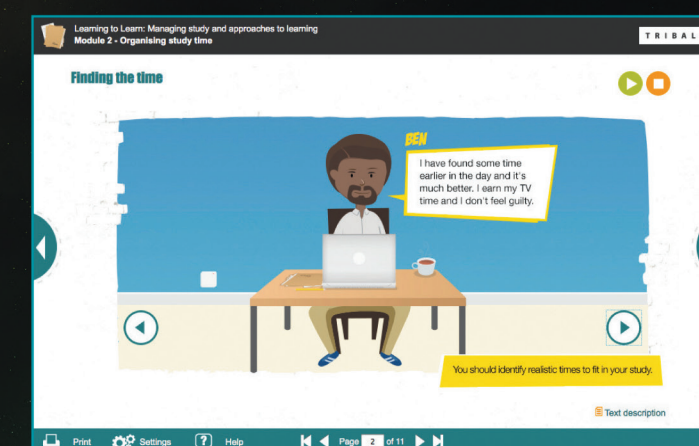 Learning to Learn: Managing study and approaches to learning
Module 2 - Organising study time
TRIBAL
Finding the time
BEN
I have found some time
earlier in the day and it's
much better. I earn my TV
time and I don't feel guilty.
You should identify realistic times to fit in your study.
Text description
Print Settings ? Help Page 2 of 11